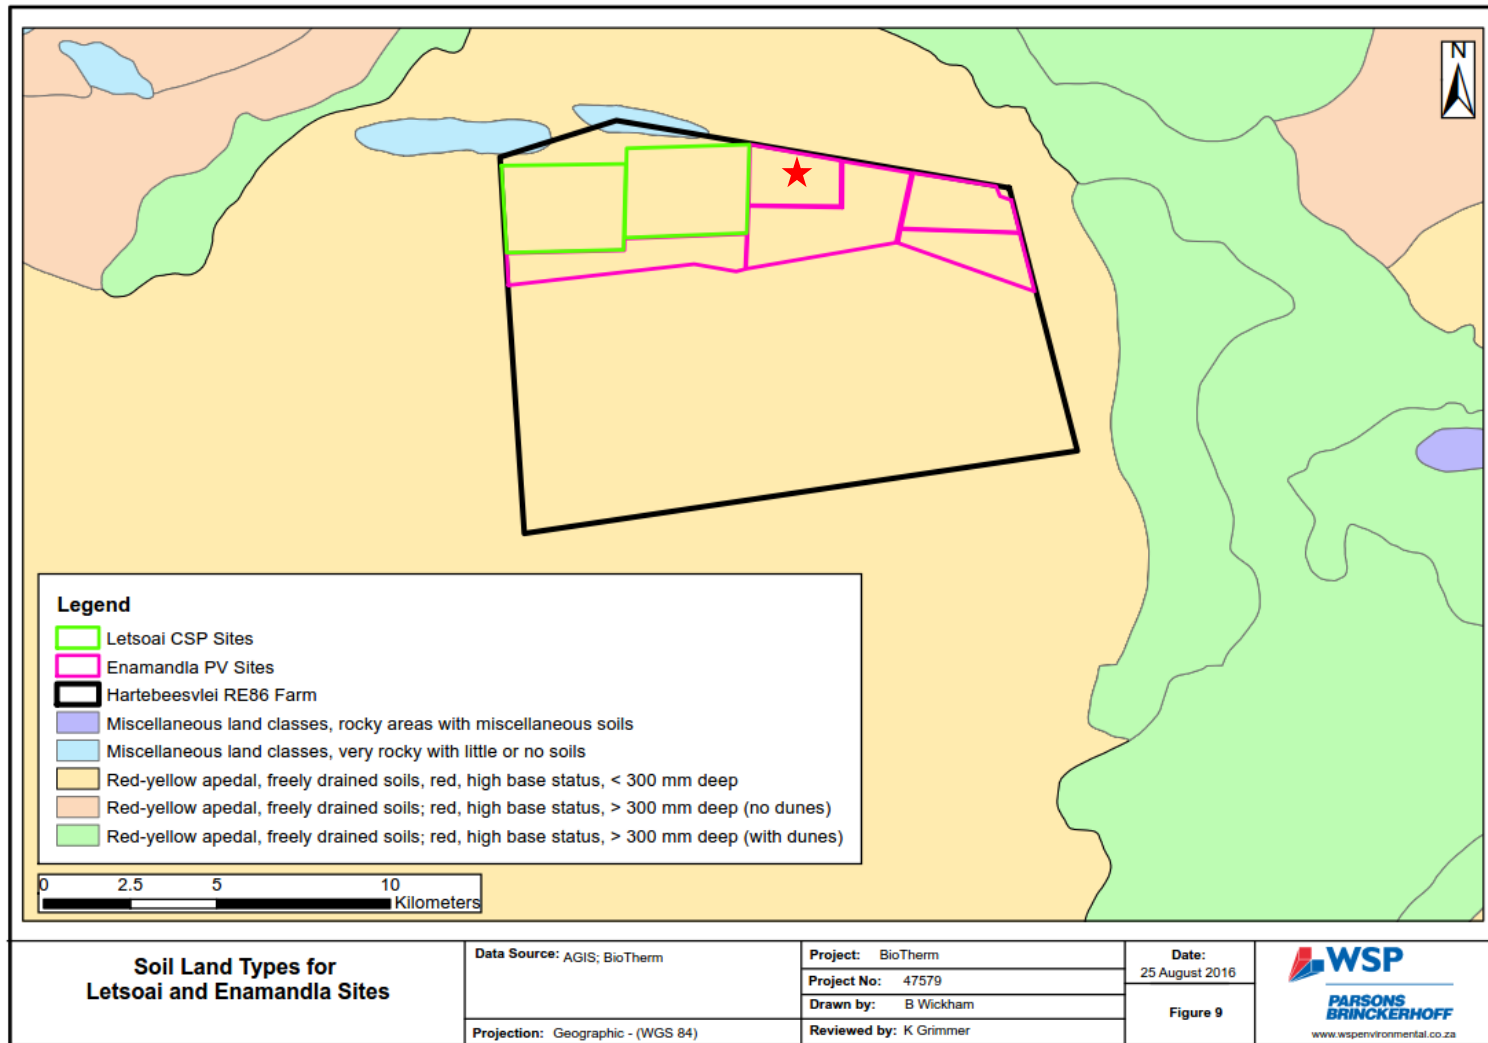 N
Legend
Letsoai CSP Sites
Enamandla PV Sites
Hartebeesvlei RE86 Farm
Miscellaneous land classes, rocky areas with miscellaneous soils
Miscellaneous land classes, very rocky with little or no soils
Red-yellow apedal, freely drained soils, red, high base status, < 300 mm deep
Red-yellow apedal, freely drained soils; red, high base status, > 300 mm deep (no dunes)
Red-yellow apedal, freely drained soils; red, high base status, > 300 mm deep (with dunes)
0 2.5 5 10
Kilometers
Soil Land Types for
Letsoai and Enamandla Sites
Data Source: AGIS; BioTherm
Projection: Geographic - (WGS 84)
Project: BioTherm
Project No: 47579
Drawn by: B Wickham
Reviewed by: K Grimmer
Date:
25 August 2016
Figure 9
WSP
PARSONS
BRINCKERHOFF
www.wspenvironmental.co.za